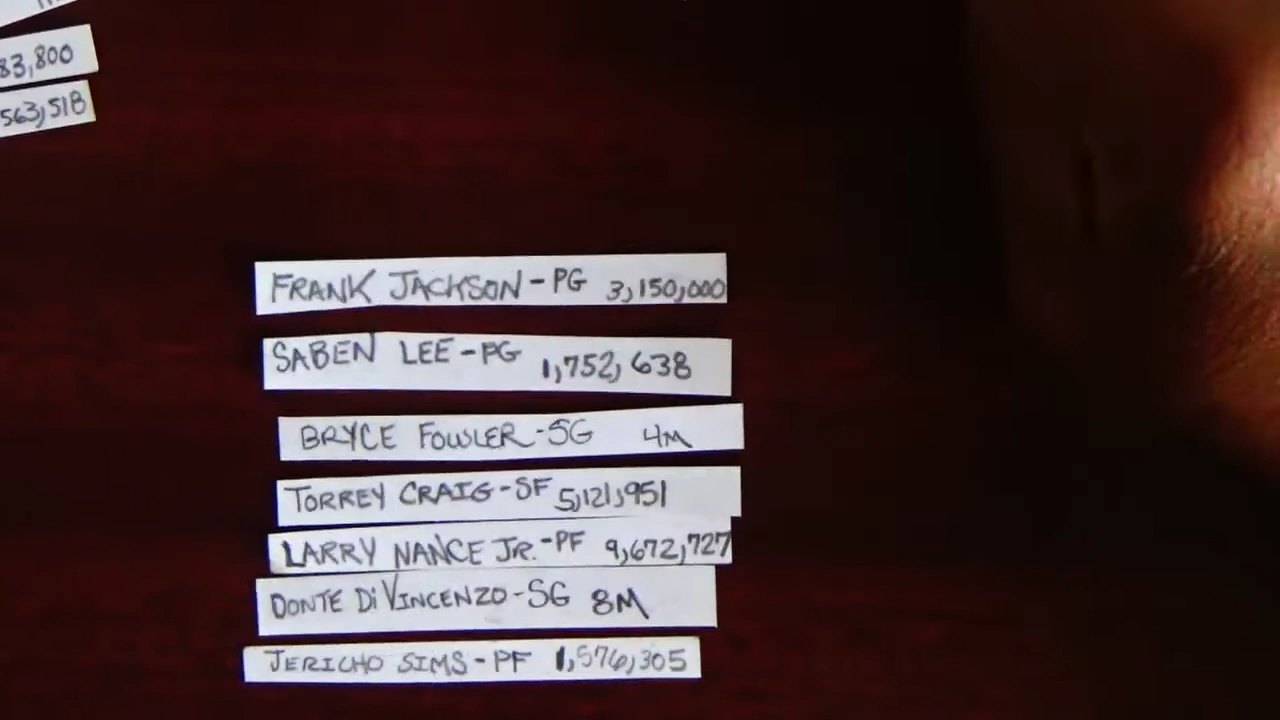 83,800
563,518
FRANK JACKSON-PG 3,150,000
SABEN LEE-PG 1,752,638
BRYCE FOWLER-SG 4M
TORREY CRAIG-SF 5,121,951
LARRY NANCE JR.-PF 9,672,727
DONTE DiVINCENZO-SG 8M
JERICHO SIMS-PF 1,576,305